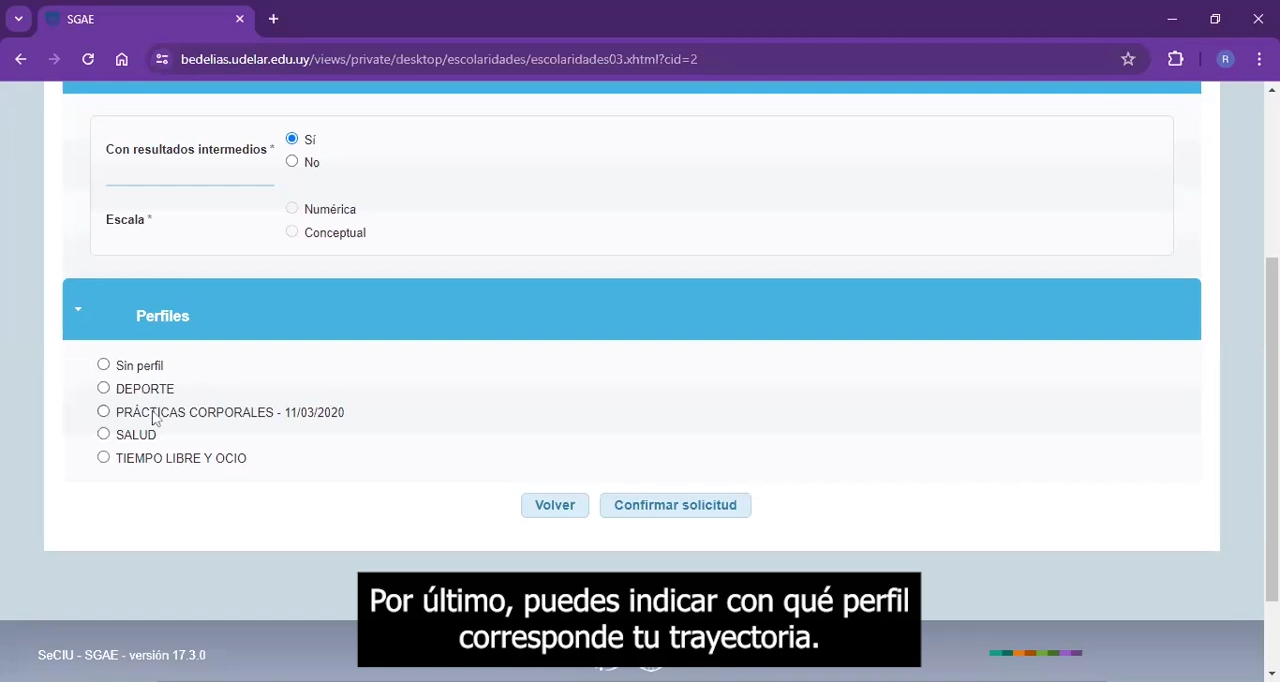 SGAE
bedelias.udelar.edu.uy/views/private/desktop/escolaridades/escolaridades03.xhtml?cid=2
R
Con resultados intermedios *
Sí
No
Escala *
Numérica
Conceptual
Perfiles
Sin perfil
DEPORTE
PRÁCTICAS CORPORALES - 11/03/2020
SALUD
TIEMPO LIBRE Y OCIO
Volver
Confirmar solicitud
Por último, puedes indicar con qué perfil
corresponde tu trayectoria.
SeCIU - SGAE - versión 17.3.0